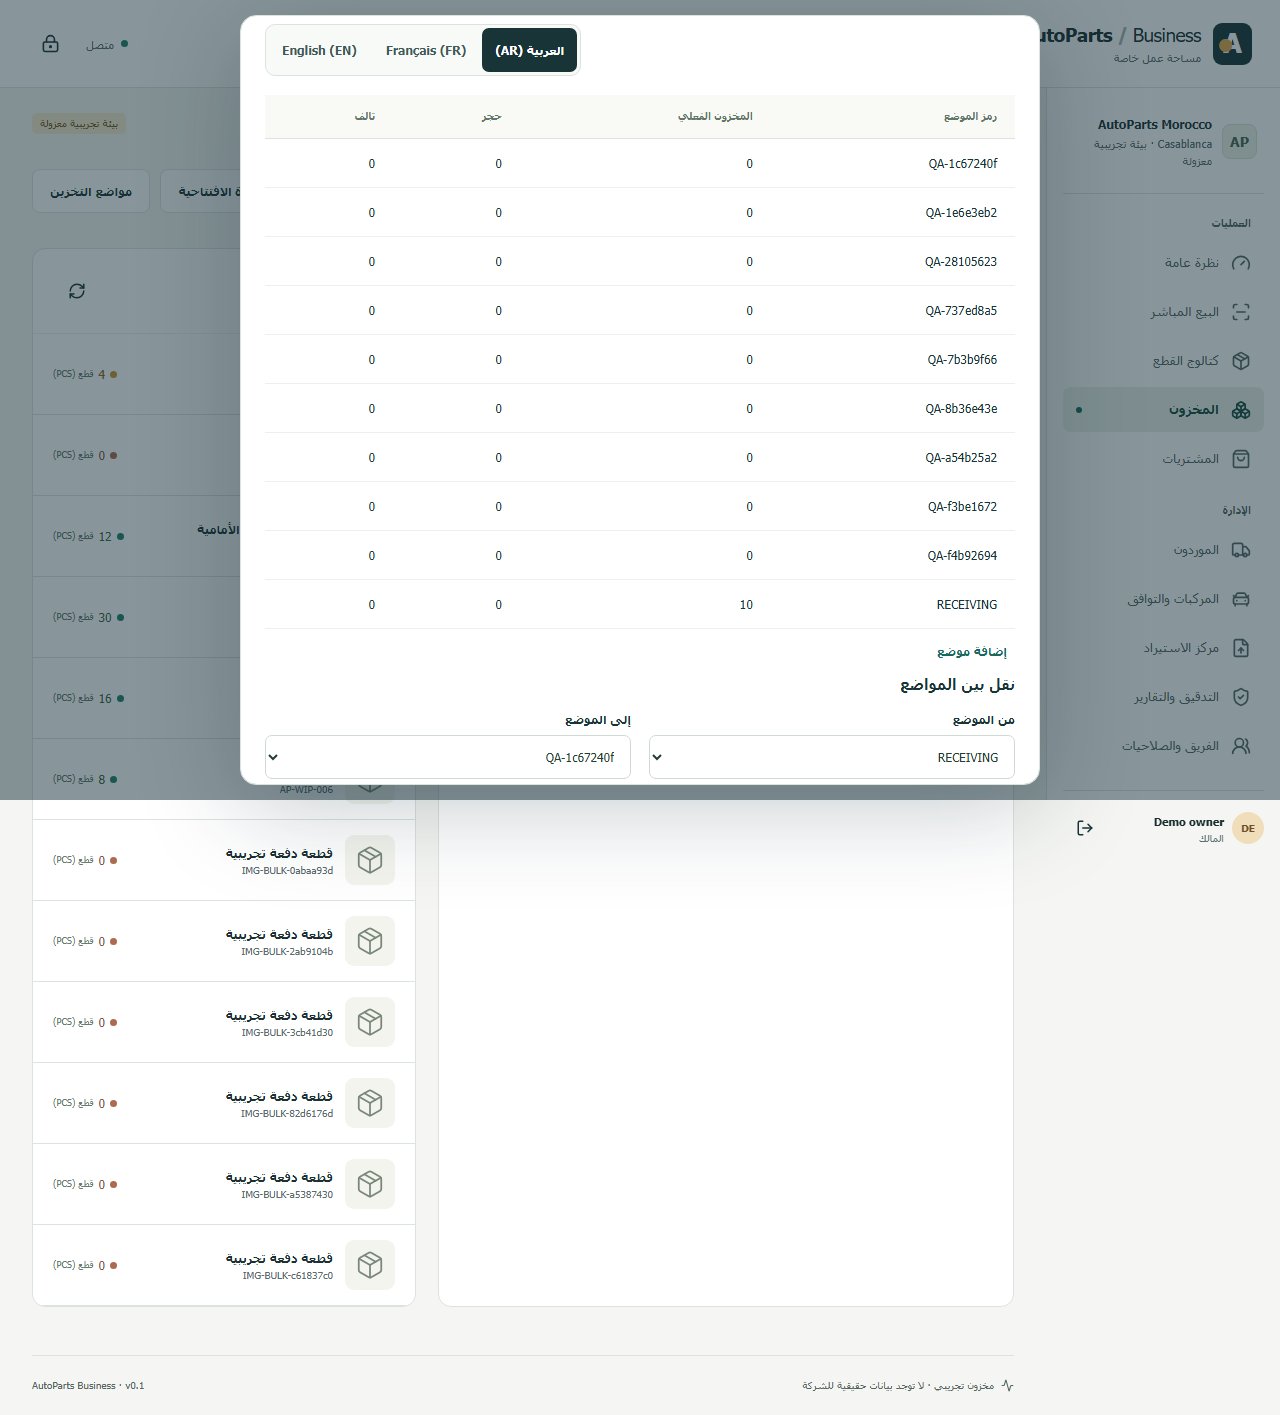 AutoParts / Business
مساحة عمل خاصة
متصل
AP
AutoParts Morocco
Casablanca · بيئة تجريبية معزولة
العمليات
نظرة عامة
البيع المباشر
كتالوج القطع
المخزون
المشتريات
الإدارة
الموردون
المركبات والتوافق
مركز الاستيراد
التدقيق والتقارير
الفريق والصلاحيات
DE
Demo owner
المالك
بيئة تجريبية معزولة
مواضع التخزين
ة الافتتاحية
العربية (AR)
Français (FR)
English (EN)
رمز الموضع المخزون الفعلي حجر تالف
QA-1c67240f 0 0 0
QA-1e6e3eb2 0 0 0
QA-28105623 0 0 0
QA-737ed8a5 0 0 0
QA-7b3b9f66 0 0 0
QA-8b36e43e 0 0 0
QA-a54b25a2 0 0 0
QA-f3be1672 0 0 0
QA-f4b92694 0 0 0
RECEIVING 10 0 0
إضافة موضع
نقل بين المواضع
من الموضع
RECEIVING
إلى الموضع
QA-1c67240f
4 قطع (PCS)
0 قطع (PCS)
الأمامية
12 قطع (PCS)
30 قطع (PCS)
16 قطع (PCS)
AP-WIP-006
8 قطع (PCS)
قطعة دفعة تجريبية
IMG-BULK-0abaa93d
0 قطع (PCS)
قطعة دفعة تجريبية
IMG-BULK-2ab9104b
0 قطع (PCS)
قطعة دفعة تجريبية
IMG-BULK-3cb41d30
0 قطع (PCS)
قطعة دفعة تجريبية
IMG-BULK-82d6176d
0 قطع (PCS)
قطعة دفعة تجريبية
IMG-BULK-a5387430
0 قطع (PCS)
قطعة دفعة تجريبية
IMG-BULK-c61837c0
0 قطع (PCS)
مخزون تجريبي · لا توجد بيانات حقيقية للشركة
AutoParts Business · v0.1